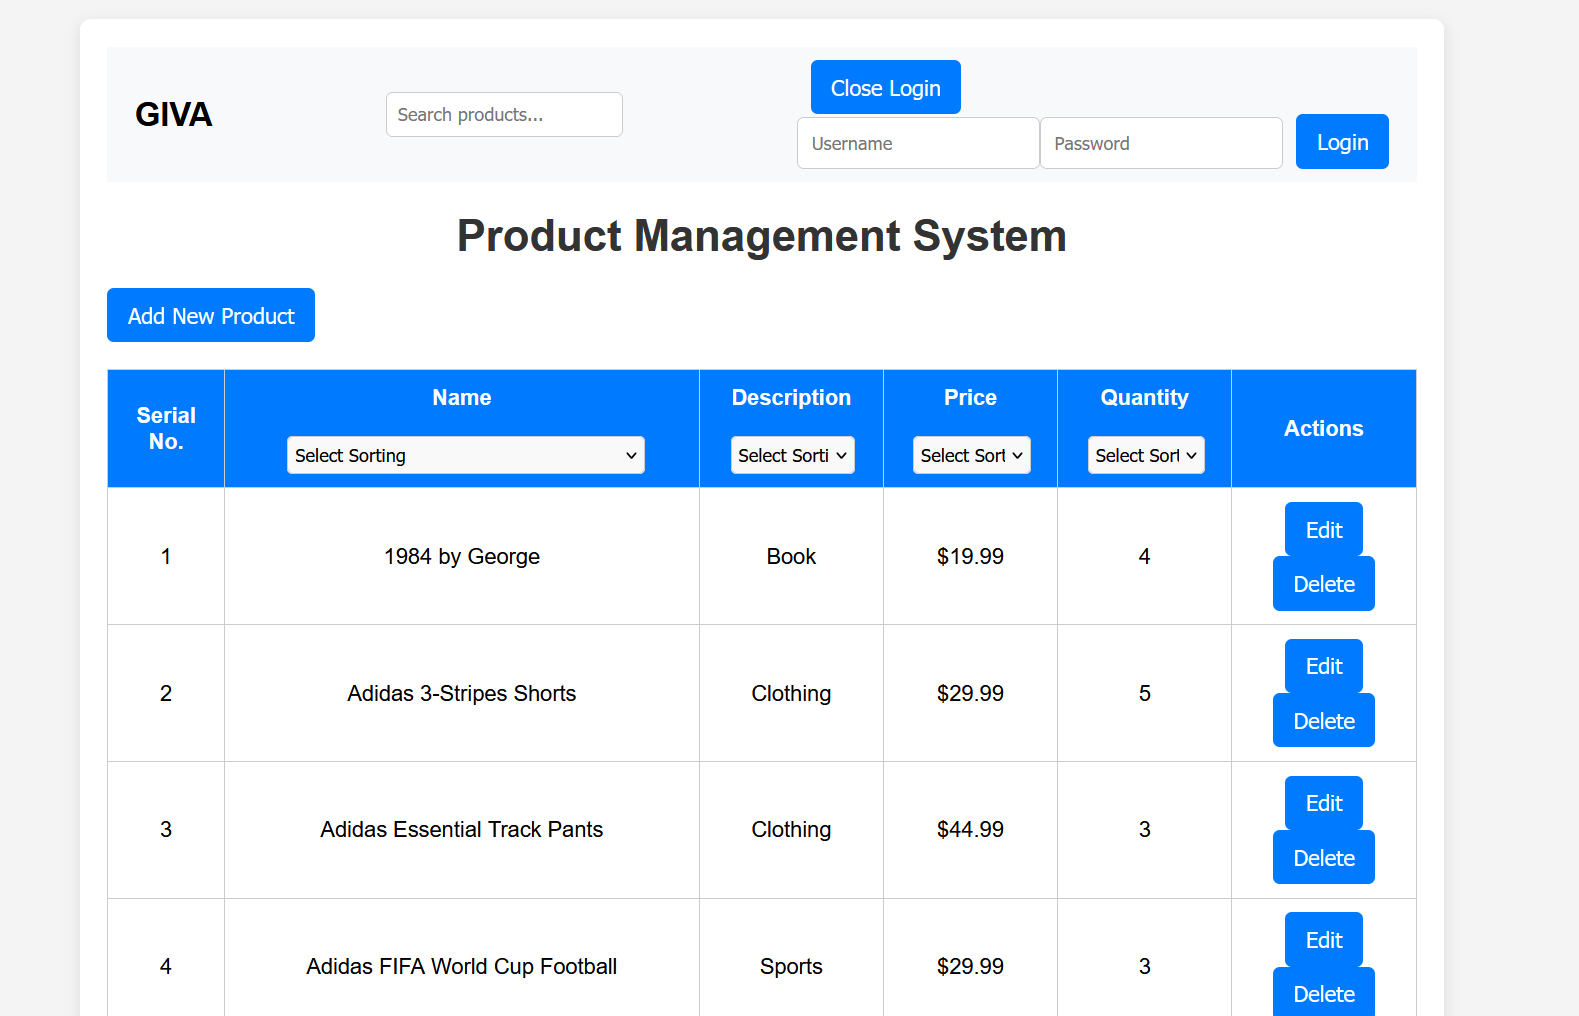 GIVA
Search products...
Close Login
Username
Password
Login
Product Management System
Add New Product
Serial No.
Name
Description
Price
Quantity
Actions
Select Sorting
Select Sorti
Select Sort
Select Sort
1
1984 by George
Book
$19.99
4
Edit
Delete
2
Adidas 3-Stripes Shorts
Clothing
$29.99
5
Edit
Delete
3
Adidas Essential Track Pants
Clothing
$44.99
3
Edit
Delete
4
Adidas FIFA World Cup Football
Sports
$29.99
3
Edit
Delete